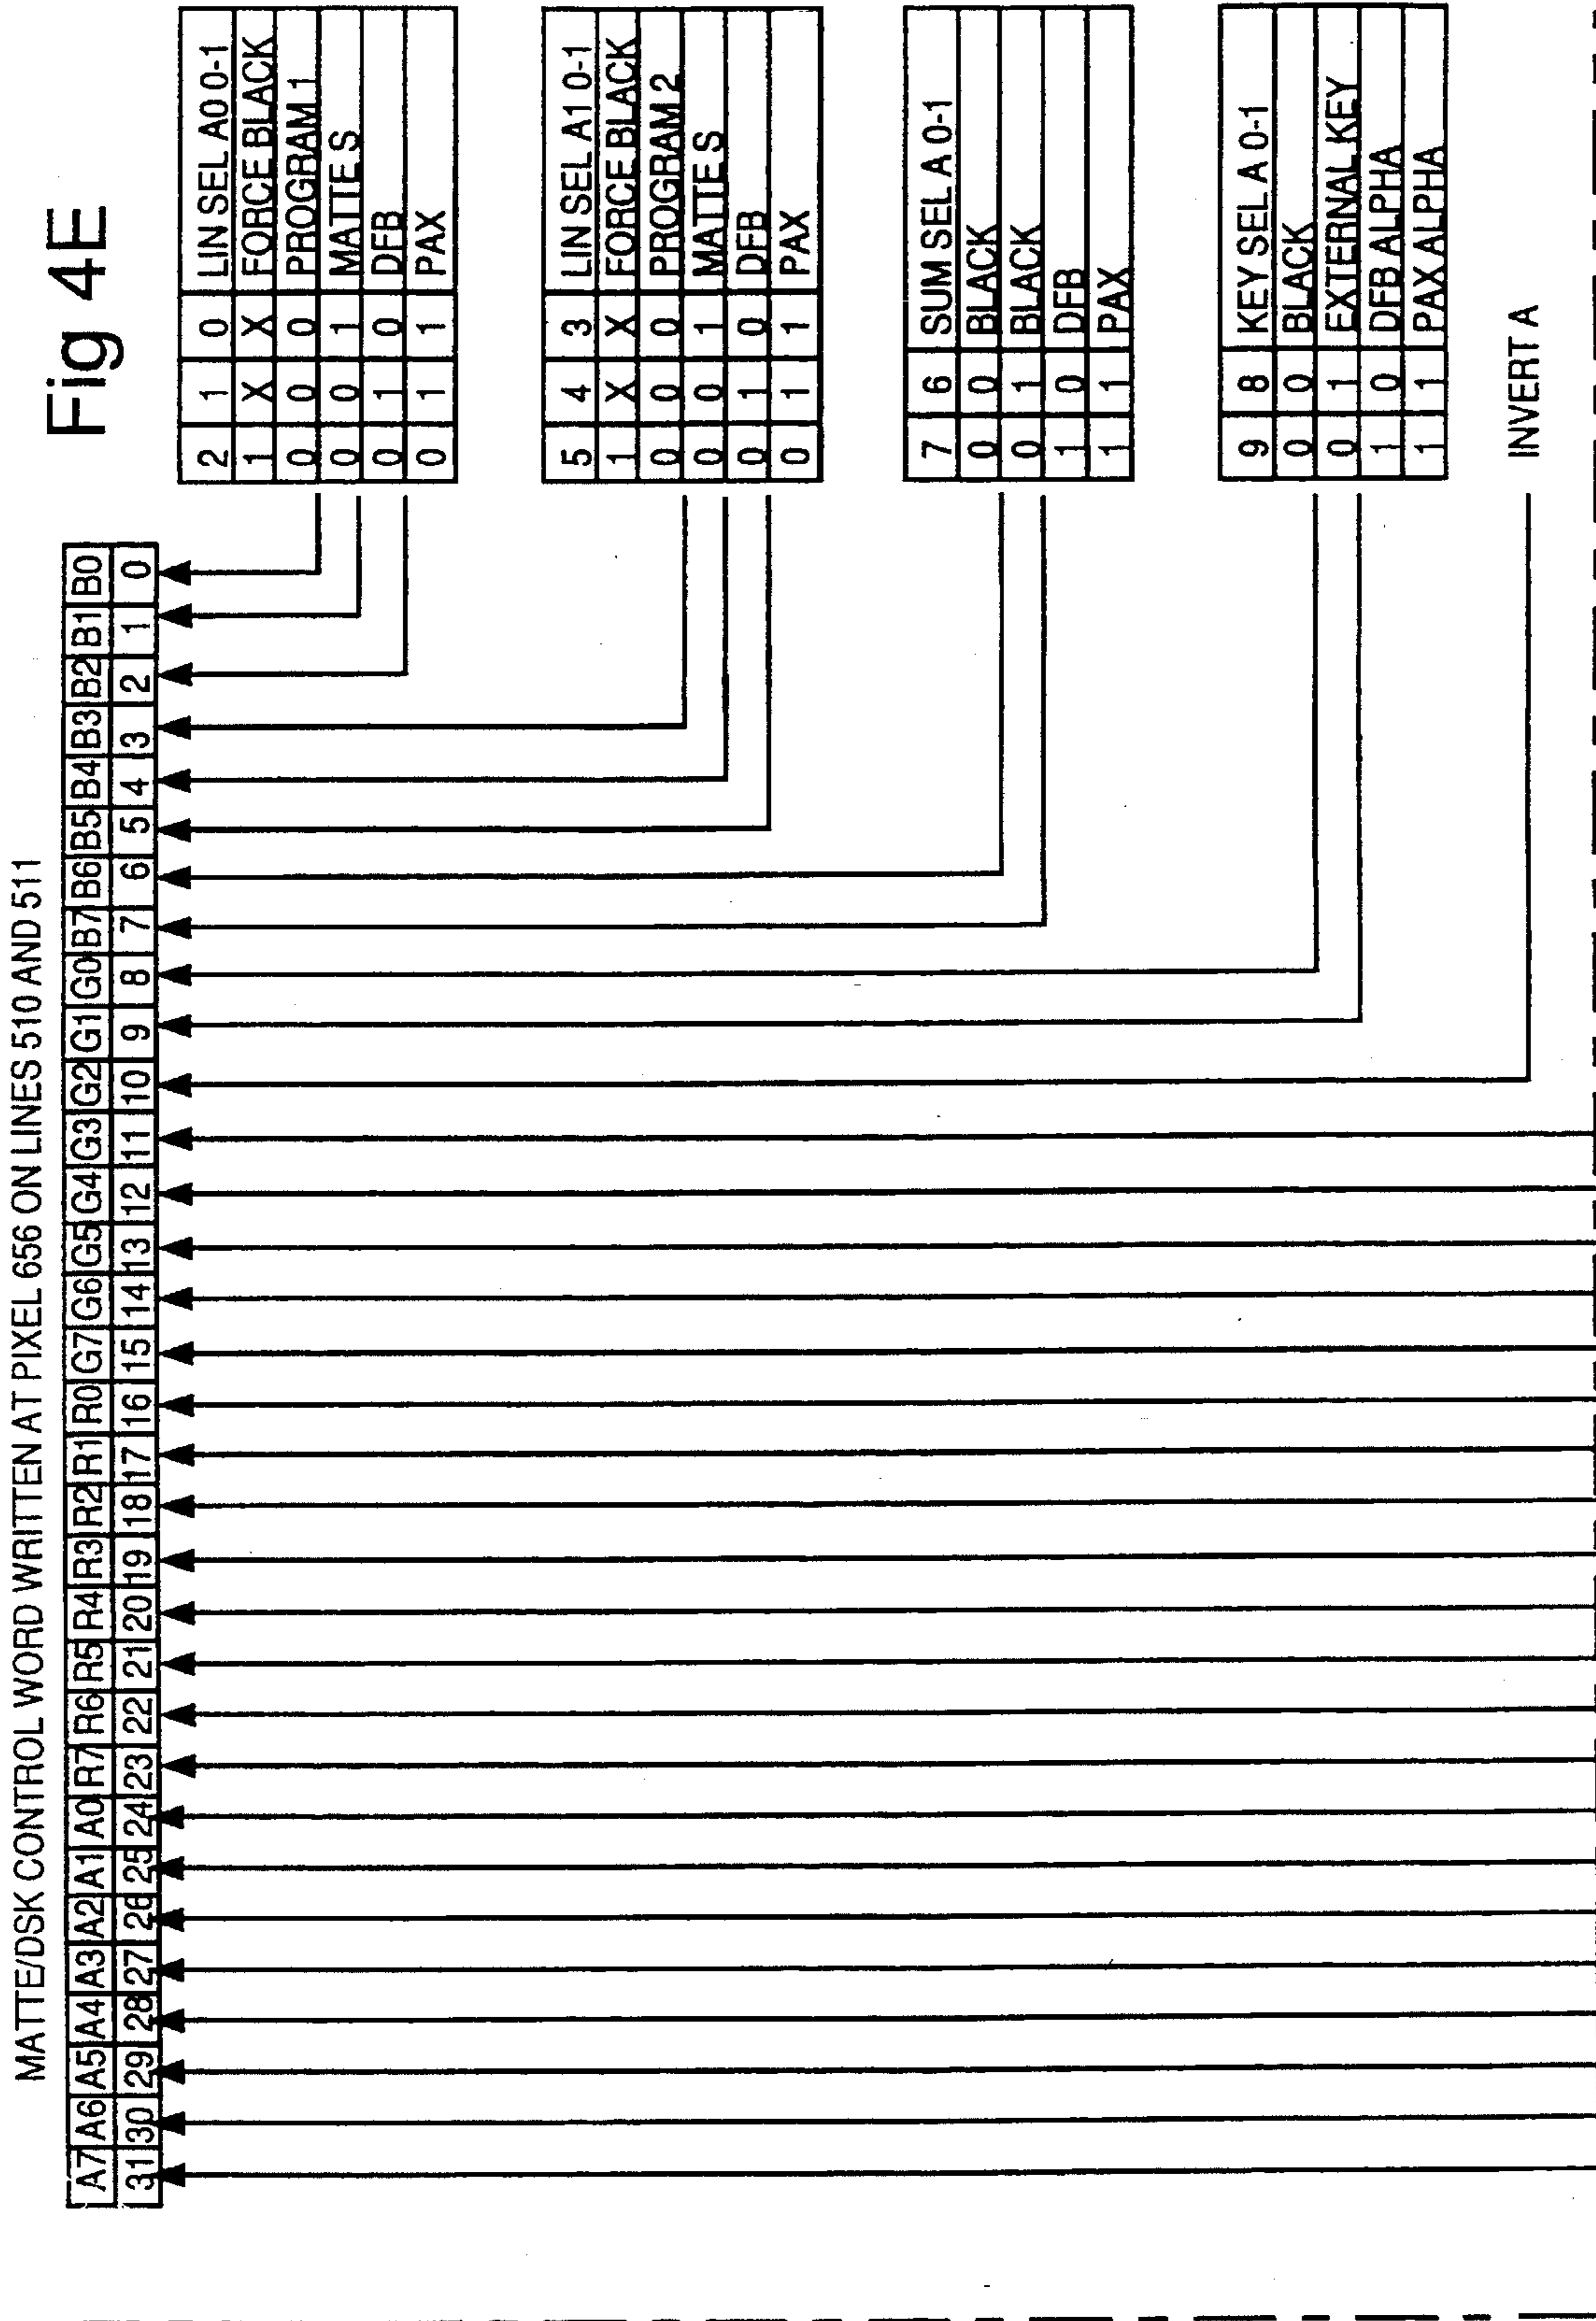 Fig 4E
MATTE/DSK CONTROL WORD WRITTEN AT PIXEL 656 ON LINES 510 AND 511
A7 A6 A5 A4 A3 A2 A1 A0 R7 R6 R5 R4 R3 R2 R1 R0 G7 G6 G5 G4 G3 G2 G1 G0 B7 B6 B5 B4 B3 B2 B1 B0
31 30 29 28 27 26 25 24 23 22 21 20 19 18 17 16 15 14 13 12 11 10 9 8 7 6 5 4 3 2 1 0
2 1 0 LIN SEL A0 0-1
1 X X FORCE BLACK
0 0 0 PROGRAM 1
0 0 1 MATTE S
0 1 0 DFB
0 1 1 PAX
5 4 3 LIN SEL A1 0-1
1 X X FORCE BLACK
0 0 0 PROGRAM 2
0 0 1 MATTE S
0 1 0 DFB
0 1 1 PAX
7 6 SUM SEL A 0-1
0 0 BLACK
0 1 BLACK
1 0 DFB
1 1 PAX
9 8 KEY SEL A 0-1
0 0 BLACK
0 1 EXTERNAL KEY
1 0 DFB ALPHA
1 1 PAX ALPHA
INVERT A